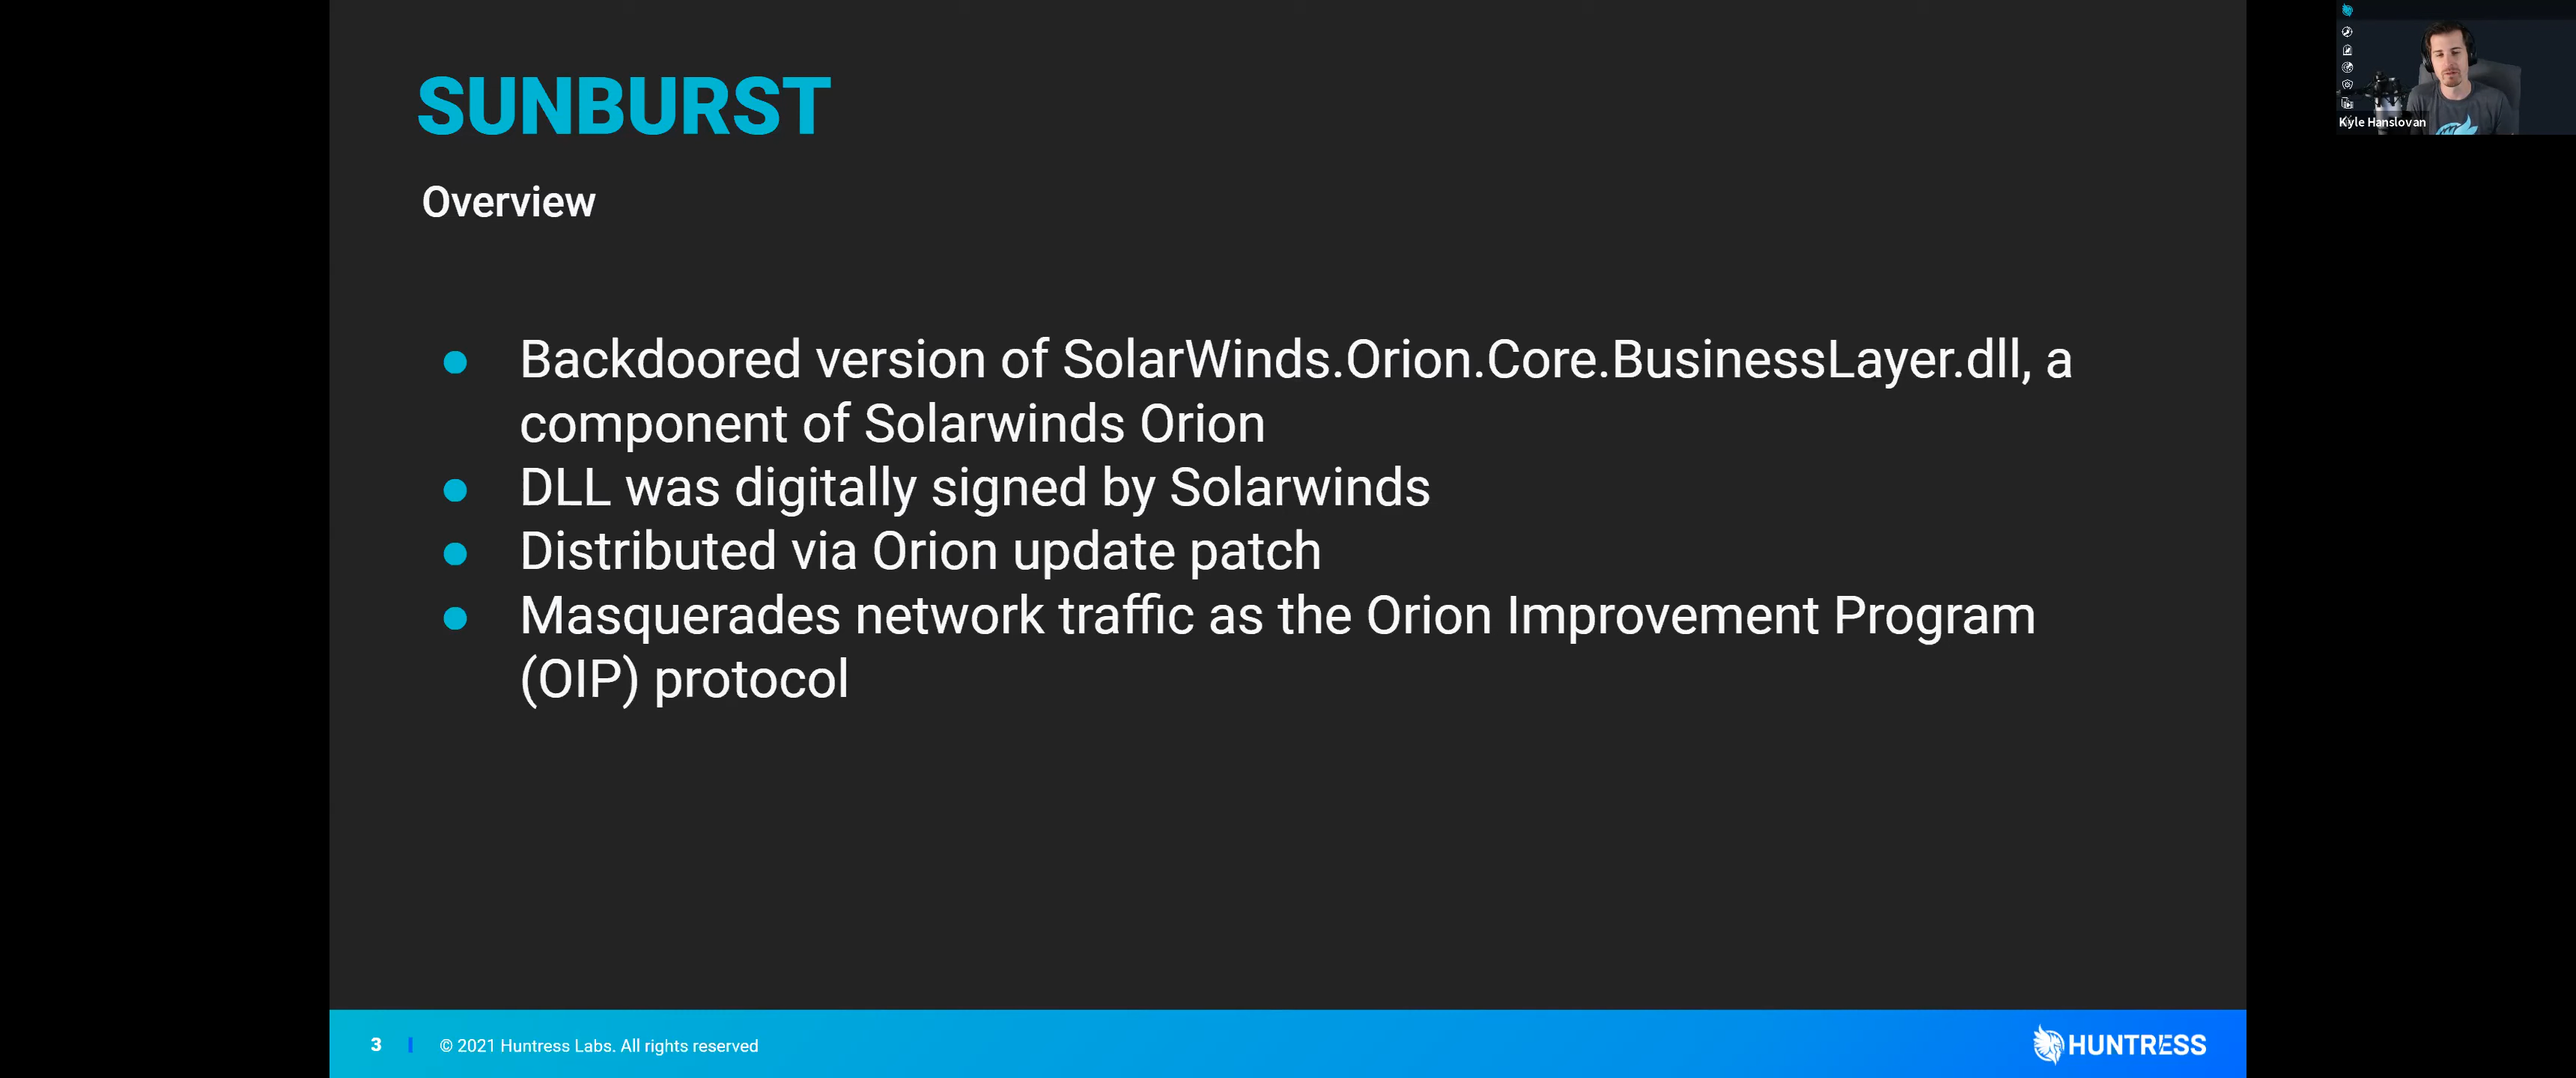 SUNBURST
Overview
● Backdoored version of SolarWinds.Orion.Core.BusinessLayer.dll, a
component of Solarwinds Orion
● DLL was digitally signed by Solarwinds
● Distributed via Orion update patch
● Masquerades network traffic as the Orion Improvement Program
(OIP) protocol
3 | © 2021 Huntress Labs. All rights reserved
HUNTRESS
Kyle Hanslovan